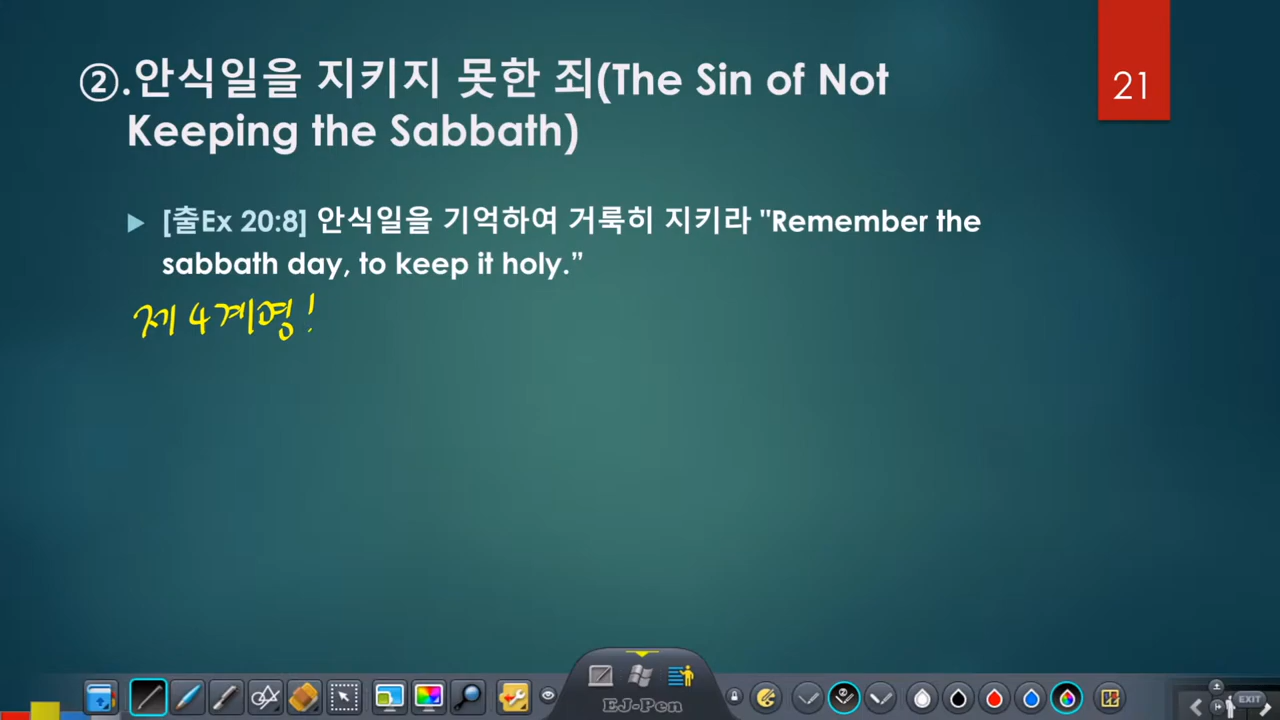 ②.안식일을 지키지 못한 죄(The Sin of Not
Keeping the Sabbath)
21
[출Ex 20:8] 안식일을 기억하여 거룩히 지키라 "Remember the
sabbath day, to keep it holy.”
제4계명!
EJ-Pen
EXIT